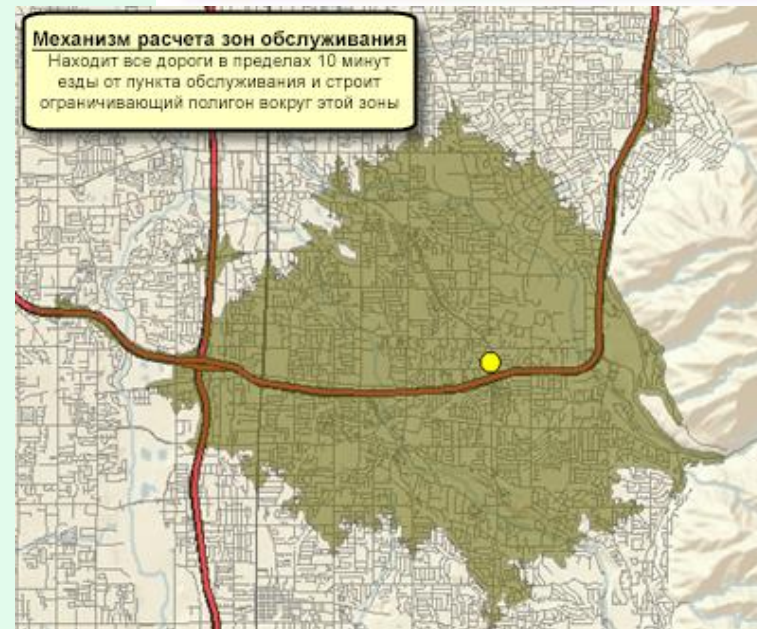 Механизм расчета зон обслуживания
Находит все дороги в пределах 10 минут
езды от пункта обслуживания и строит
ограничивающий полигон вокруг этой зоны